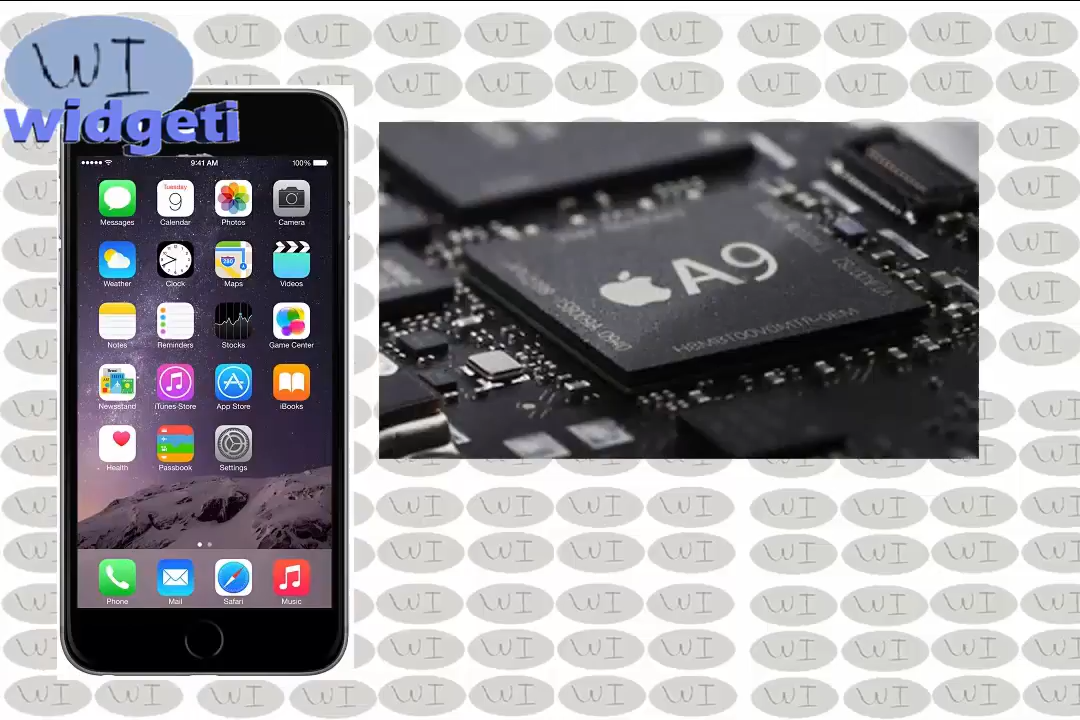 WI
widgeti
9:41 AM
100%
Tuesday
9
Messages
Calendar
Photos
Camera
280
Weather
Clock
Maps
Videos
Notes
Reminders
Stocks
Game Center
Newsstand
iTunes Store
App Store
iBooks
Health
Passbook
Settings
Phone
Mail
Safari
Music
A9